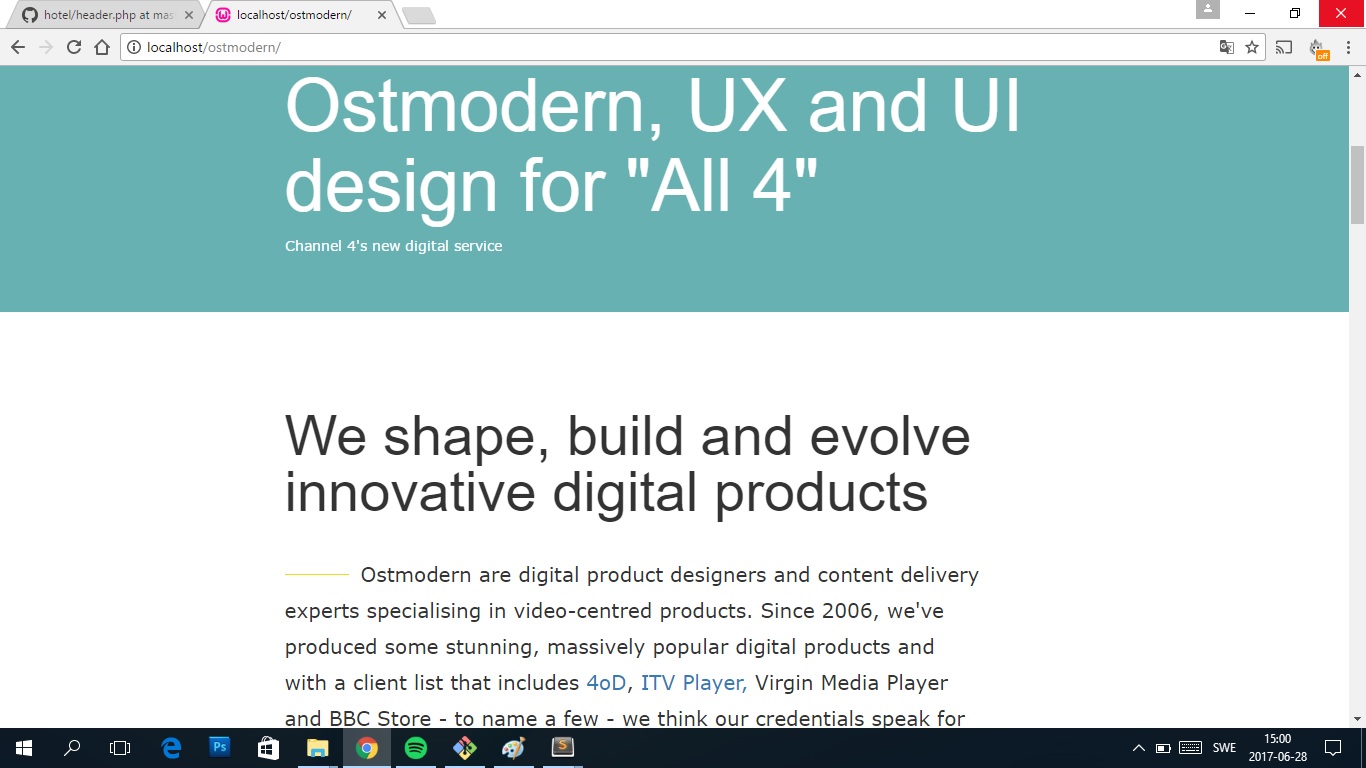 hotel/header.php at mas
localhost/ostmodern/
localhost/ostmodern/
off
Ostmodern, UX and UI
design for "All 4"
Channel 4's new digital service
We shape, build and evolve
innovative digital products
Ostmodern are digital product designers and content delivery
experts specialising in video-centred products. Since 2006, we've
produced some stunning, massively popular digital products and
with a client list that includes 4oD, ITV Player, Virgin Media Player
and BBC Store - to name a few - we think our credentials speak for
Ps
S
SWE
15:00
2017-06-28